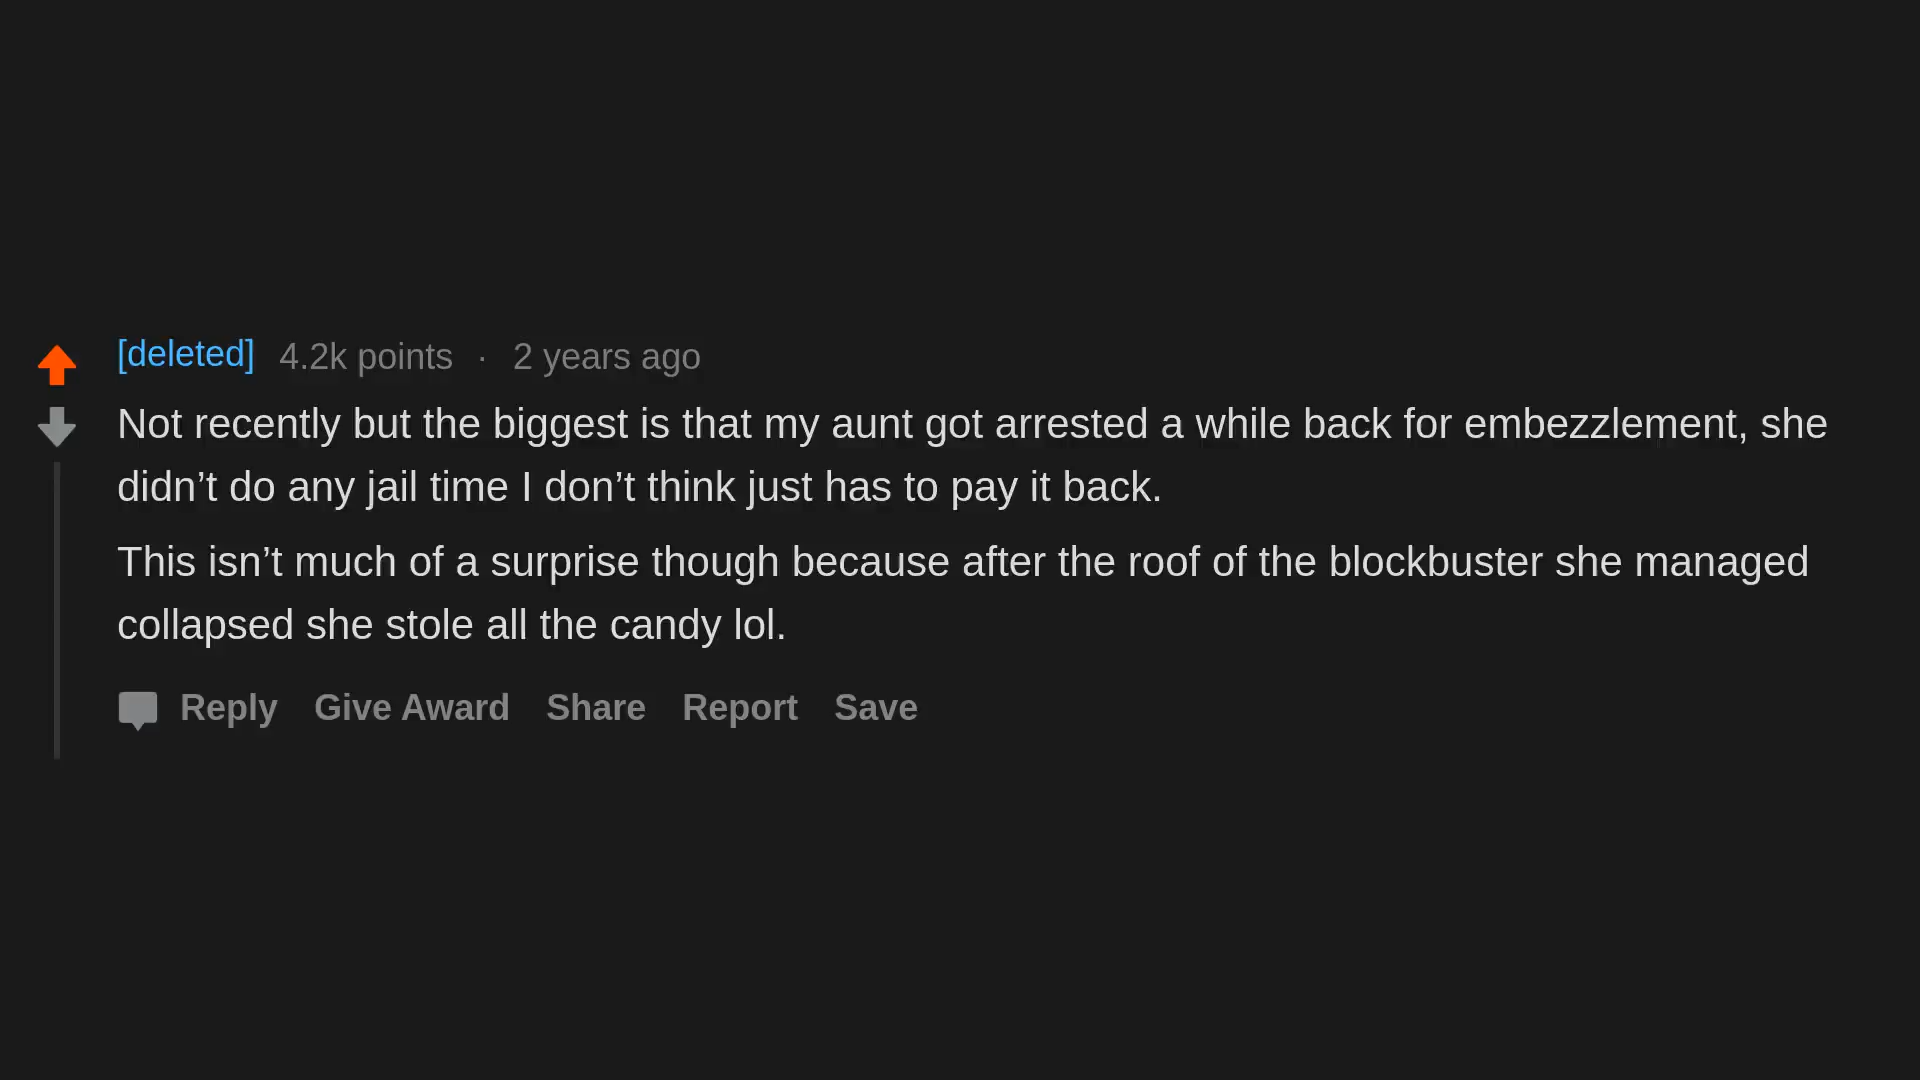 [deleted] 4.2k points · 2 years ago
Not recently but the biggest is that my aunt got arrested a while back for embezzlement, she
didn’t do any jail time I don’t think just has to pay it back.
This isn’t much of a surprise though because after the roof of the blockbuster she managed
collapsed she stole all the candy lol.
Reply Give Award Share Report Save